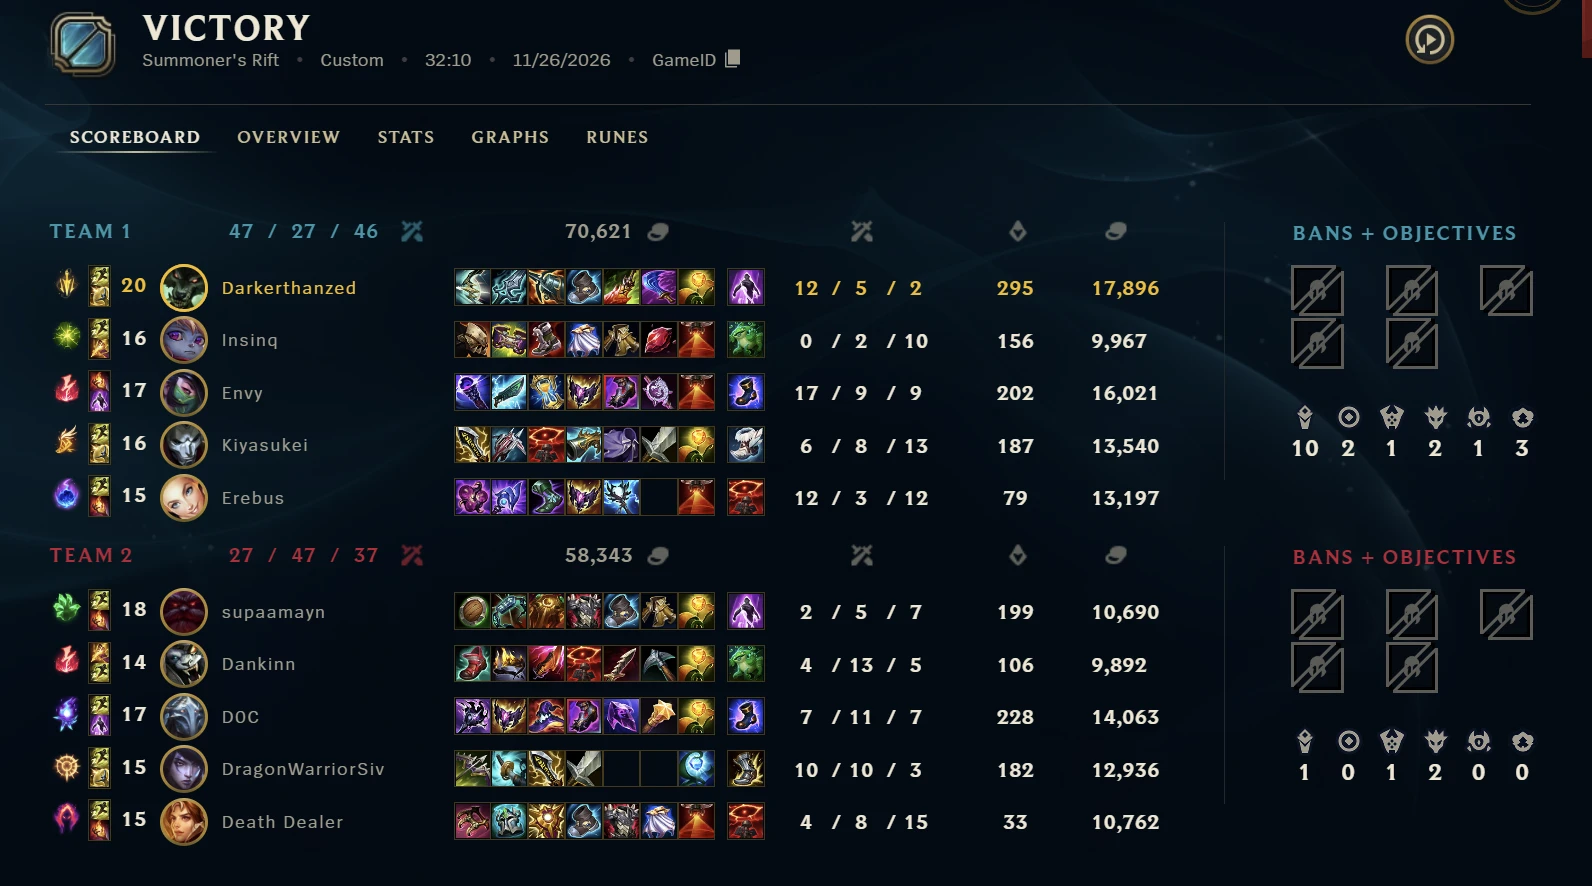 VICTORY
Summoner's Rift • Custom • 32:10 • 11/26/2026 • GameID
SCOREBOARD OVERVIEW STATS GRAPHS RUNES
TEAM 1 47 / 27 / 46 70,621 BANS + OBJECTIVES
20 Darkerthanzed 12 / 5 / 2 295 17,896
16 Insinq 0 / 2 / 10 156 9,967
17 Envy 17 / 9 / 9 202 16,021
16 Kiyasukei 6 / 8 / 13 187 13,540
10 2 1 2 1 3
15 Erebus 12 / 3 / 12 79 13,197
TEAM 2 27 / 47 / 37 58,343 BANS + OBJECTIVES
18 supaamayn 2 / 5 / 7 199 10,690
14 Dankinn 4 / 13 / 5 106 9,892
17 DOC 7 / 11 / 7 228 14,063
15 DragonWarriorSiv 10 / 10 / 3 182 12,936
1 0 1 2 0 0
15 Death Dealer 4 / 8 / 15 33 10,762